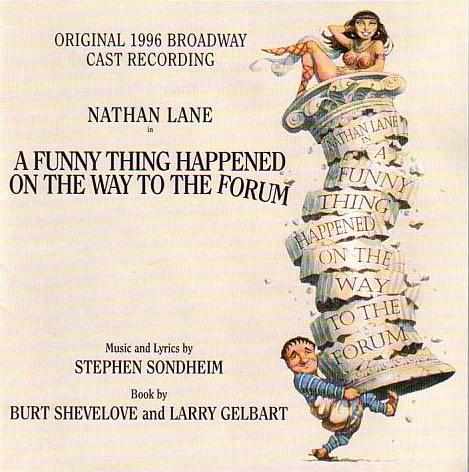 ORIGINAL 1996 BROADWAY
CAST RECORDING
NATHAN LANE
in
A FUNNY THING HAPPENED
ON THE WAY TO THE FORUM
Music and Lyrics by
STEPHEN SONDHEIM
Book by
BURT SHEVELOVE and LARRY GELBART
NATHAN LANE
IN
A
FUNNY
THING
HAPPENED
ON THE
WAY
TO THE
FORUM